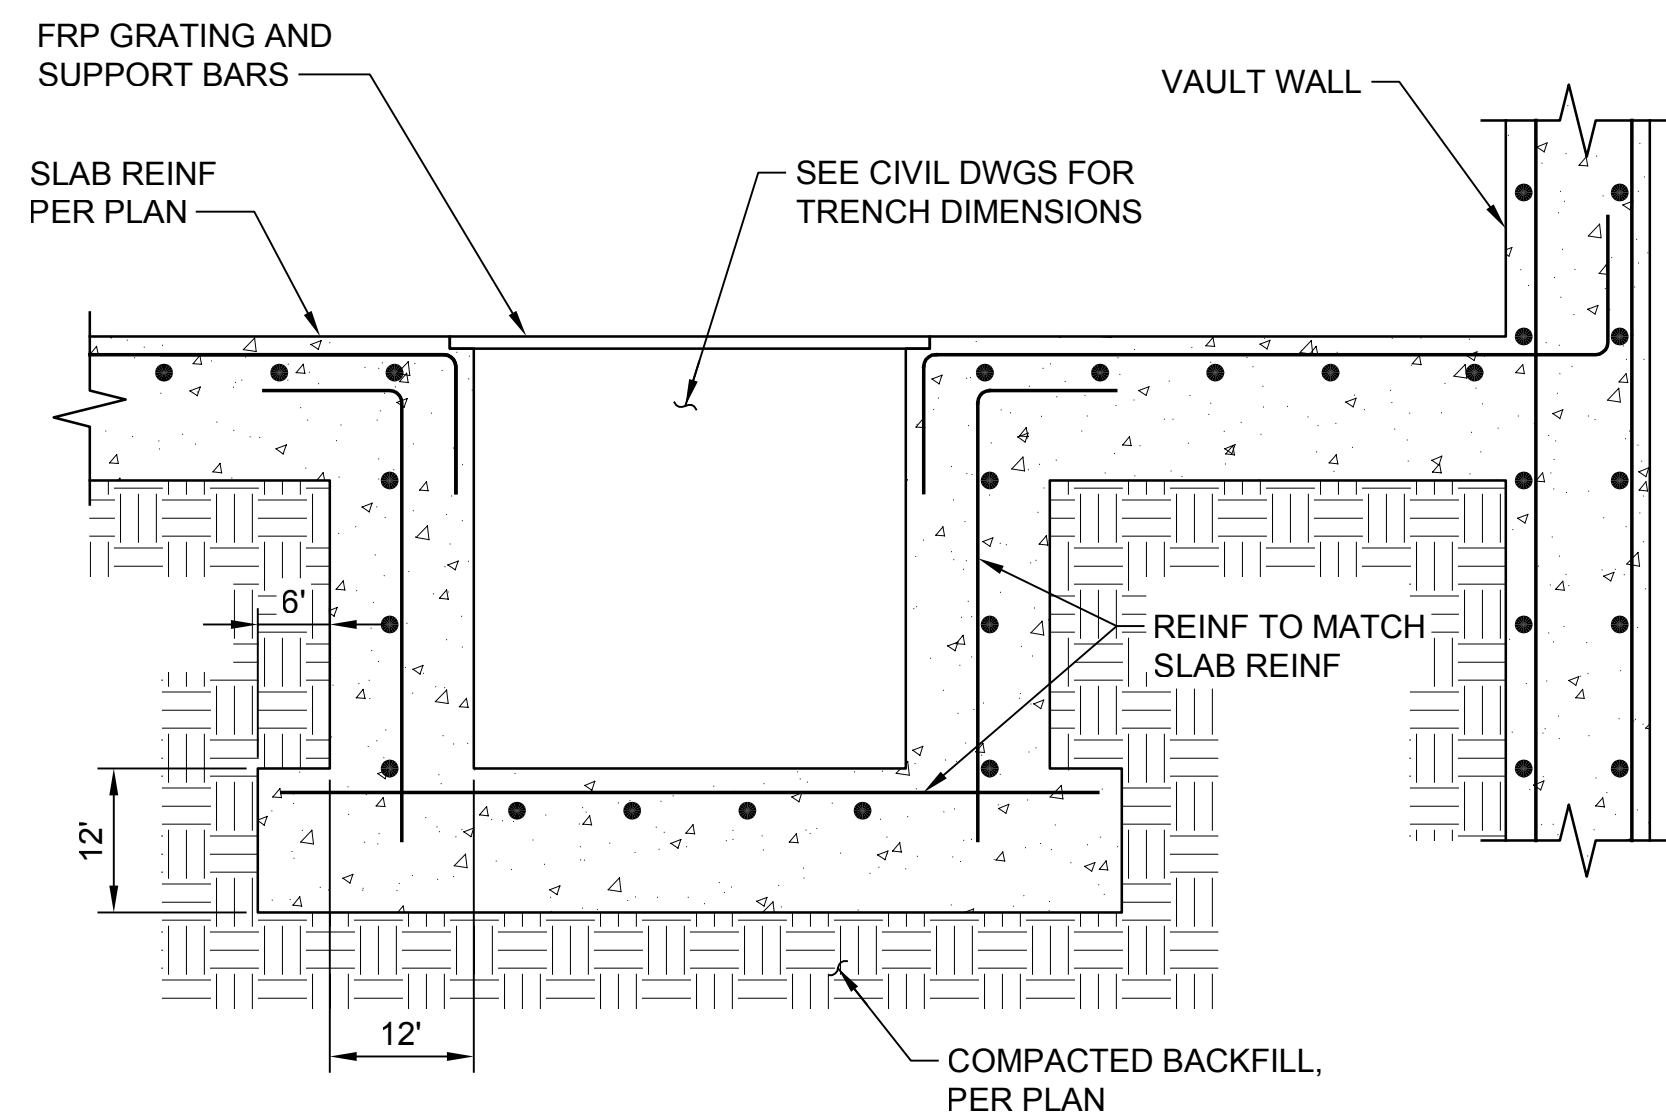 FRP GRATING AND
SUPPORT BARS
VAULT WALL
SLAB REINF
PER PLAN
SEE CIVIL DWGS FOR
TRENCH DIMENSIONS
6'
REINF TO MATCH
SLAB REINF
12'
12'
COMPACTED BACKFILL,
PER PLAN